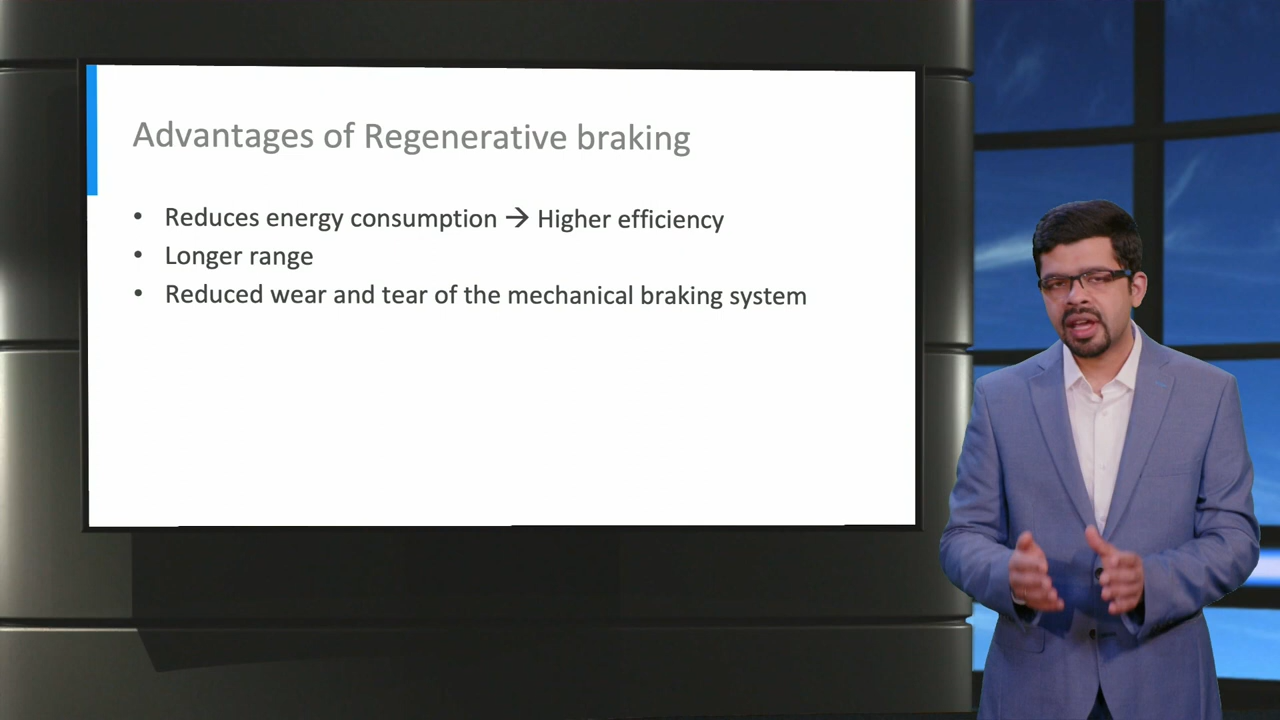 Advantages of Regenerative braking
• Reduces energy consumption → Higher efficiency
• Longer range
• Reduced wear and tear of the mechanical braking system